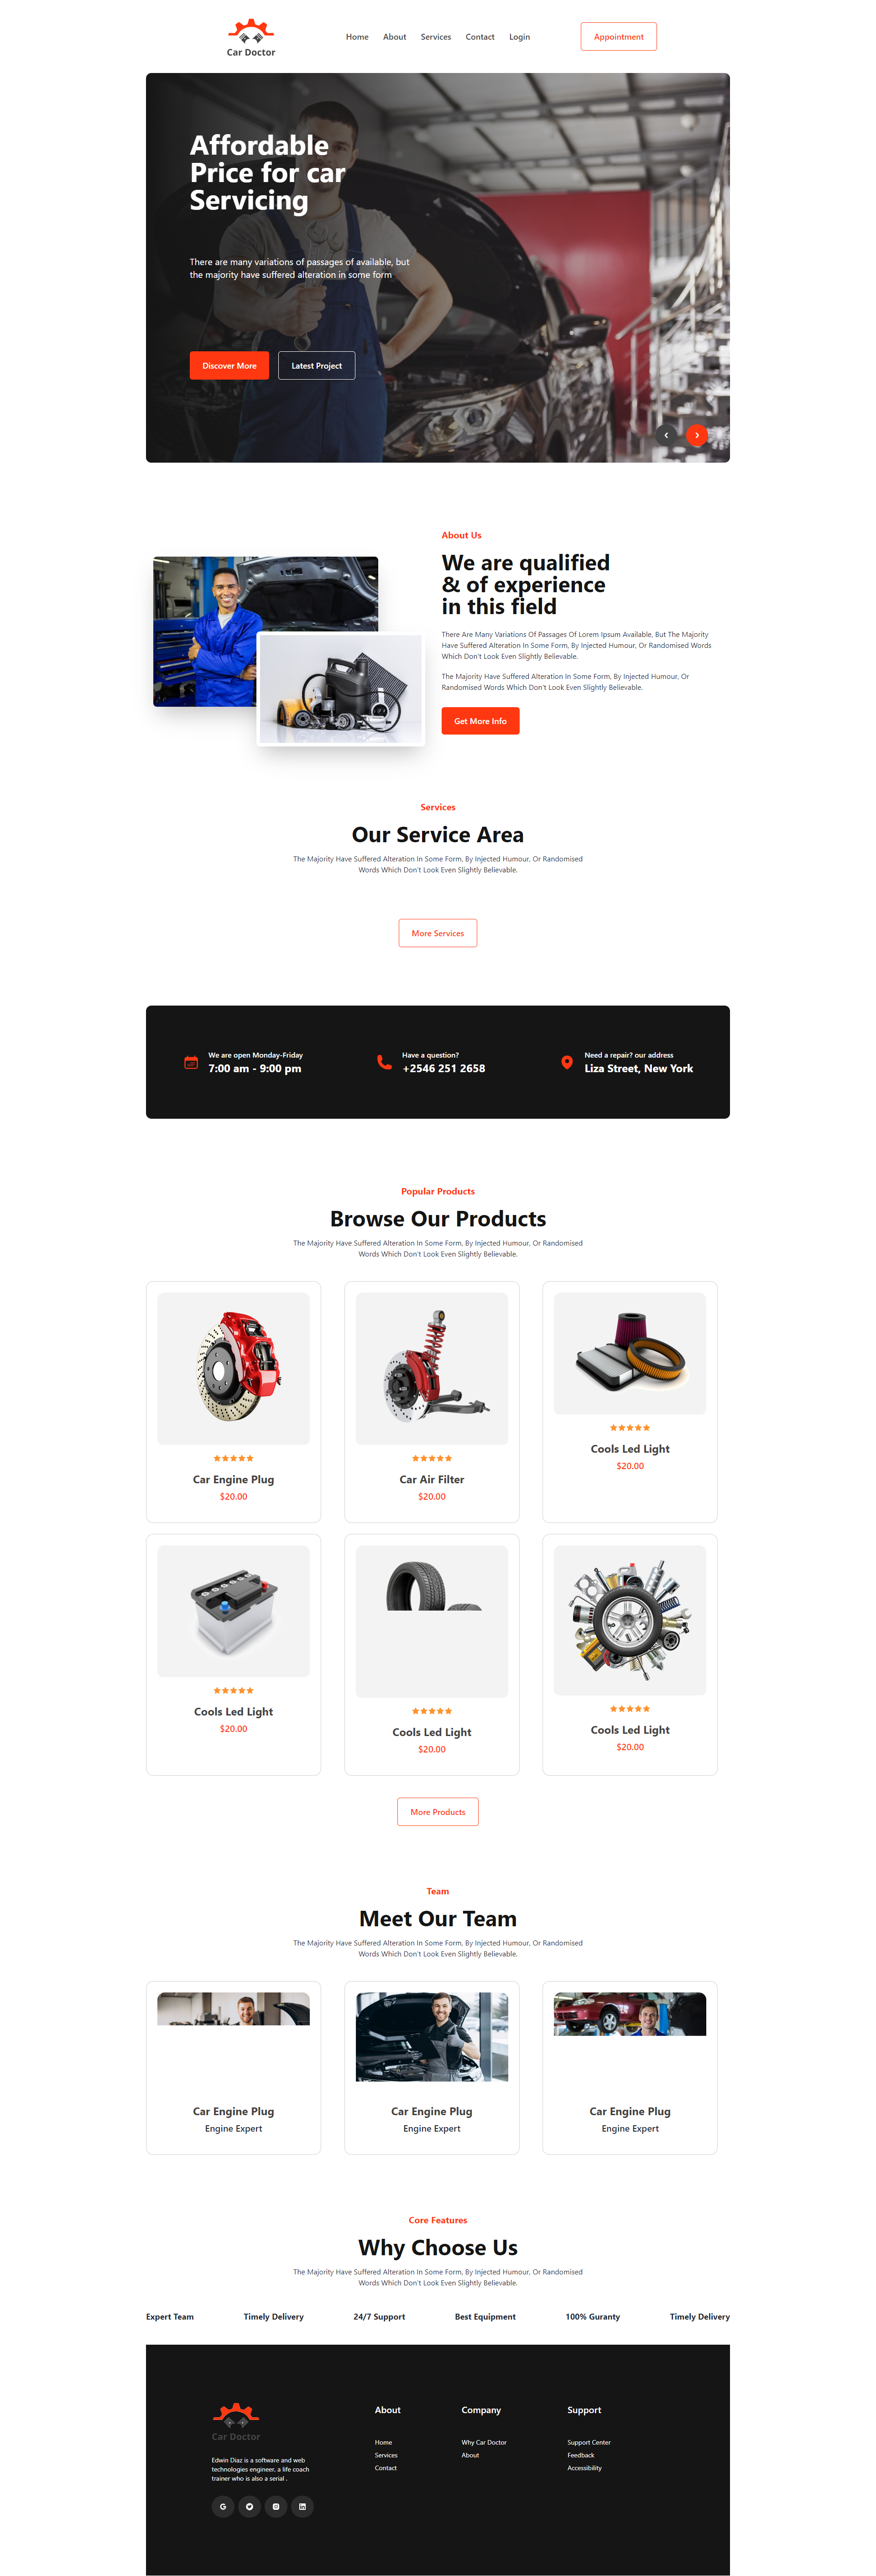 Car Doctor
Home About Services Contact Login
Appointment
Affordable
Price for car
Servicing
There are many variations of passages of available, but
the majority have suffered alteration in some form
Discover More
Latest Project
About Us
We are qualified
& of experience
in this field
There Are Many Variations Of Passages Of Lorem Ipsum Available, But The Majority
Have Suffered Alteration In Some Form, By Injected Humour, Or Randomised Words
Which Don't Look Even Slightly Believable.
The Majority Have Suffered Alteration In Some Form, By Injected Humour, Or
Randomised Words Which Don't Look Even Slightly Believable.
Get More Info
Services
Our Service Area
The Majority Have Suffered Alteration In Some Form, By Injected Humour, Or Randomised
Words Which Don't Look Even Slightly Believable.
More Services
We are open Monday-Friday
7:00 am - 9:00 pm
Have a question?
+2546 251 2658
Need a repair? our address
Liza Street, New York
Popular Products
Browse Our Products
The Majority Have Suffered Alteration In Some Form, By Injected Humour, Or Randomised
Words Which Don't Look Even Slightly Believable.
Car Engine Plug
$20.00
Car Air Filter
$20.00
Cools Led Light
$20.00
Cools Led Light
$20.00
Cools Led Light
$20.00
Cools Led Light
$20.00
More Products
Team
Meet Our Team
The Majority Have Suffered Alteration In Some Form, By Injected Humour, Or Randomised
Words Which Don't Look Even Slightly Believable.
Car Engine Plug
Engine Expert
Car Engine Plug
Engine Expert
Car Engine Plug
Engine Expert
Core Features
Why Choose Us
The Majority Have Suffered Alteration In Some Form, By Injected Humour, Or Randomised
Words Which Don't Look Even Slightly Believable.
Expert Team
Timely Delivery
24/7 Support
Best Equipment
100% Guranty
Timely Delivery
Car Doctor
Edwin Diaz is a software and web
technologies engineer, a life coach
trainer who is also a serial .
About
Home
Services
Contact
Company
Why Car Doctor
About
Support
Support Center
Feedback
Accessibility